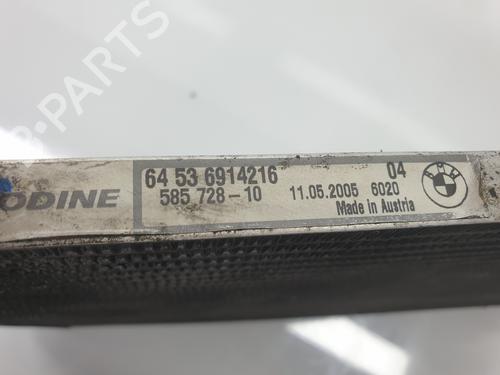 B-PARTS
ODINE
64 53 6914216 04
585 728-10 11.05.2005 6020
Made in Austria